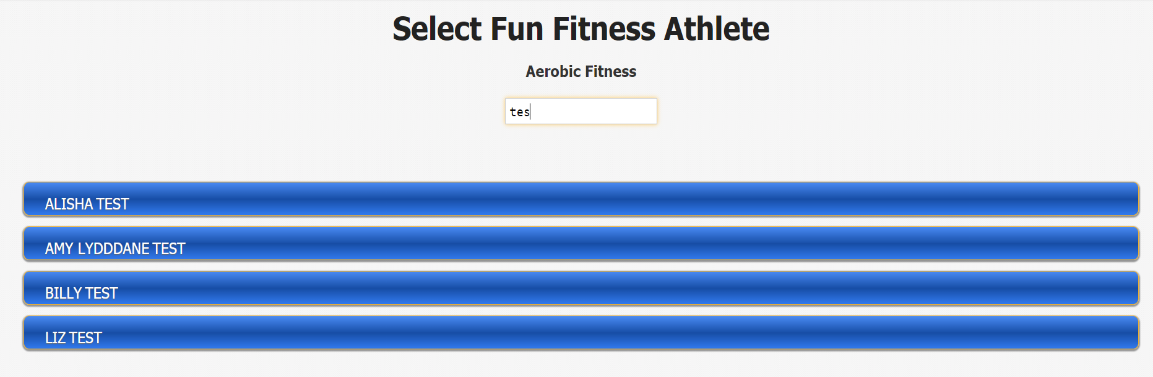 Select Fun Fitness Athlete
Aerobic Fitness
tes
ALISHA TEST
AMY LYDDDANE TEST
BILLY TEST
LIZ TEST